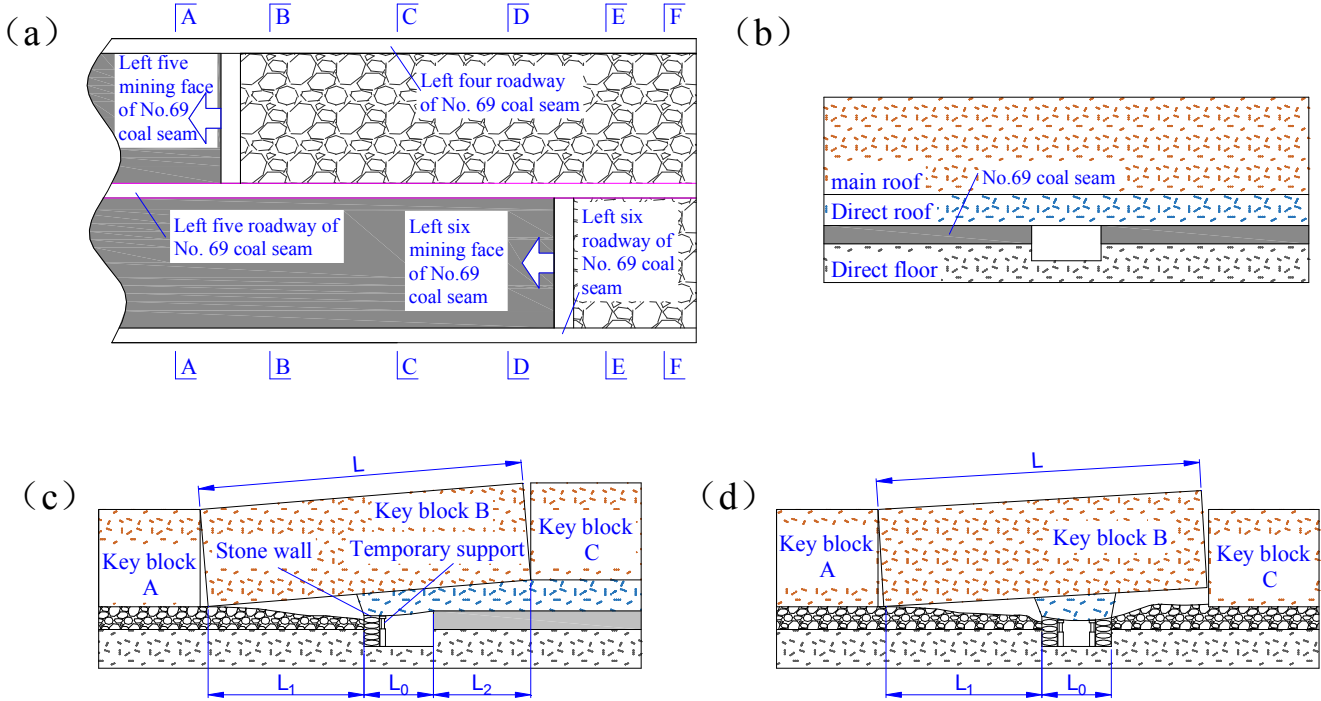 (a)
A B C D E F
Left five
mining face
of No.69
coal seam
Left four roadway
of No. 69 coal seam
Left five roadway of
No. 69 coal seam
Left six
mining face
of No.69
coal seam
Left six
roadway of
No. 69 coal
seam
A B C D E F
(b)
main roof
No.69 coal seam
Direct roof
Direct floor
(c)
L
Key block B
Key block
A
Stone wall
Temporary support
Key block
C
L₁ L₀ L₂
(d)
L
Key block
A
Key block B
Key block
C
L₁ L₀